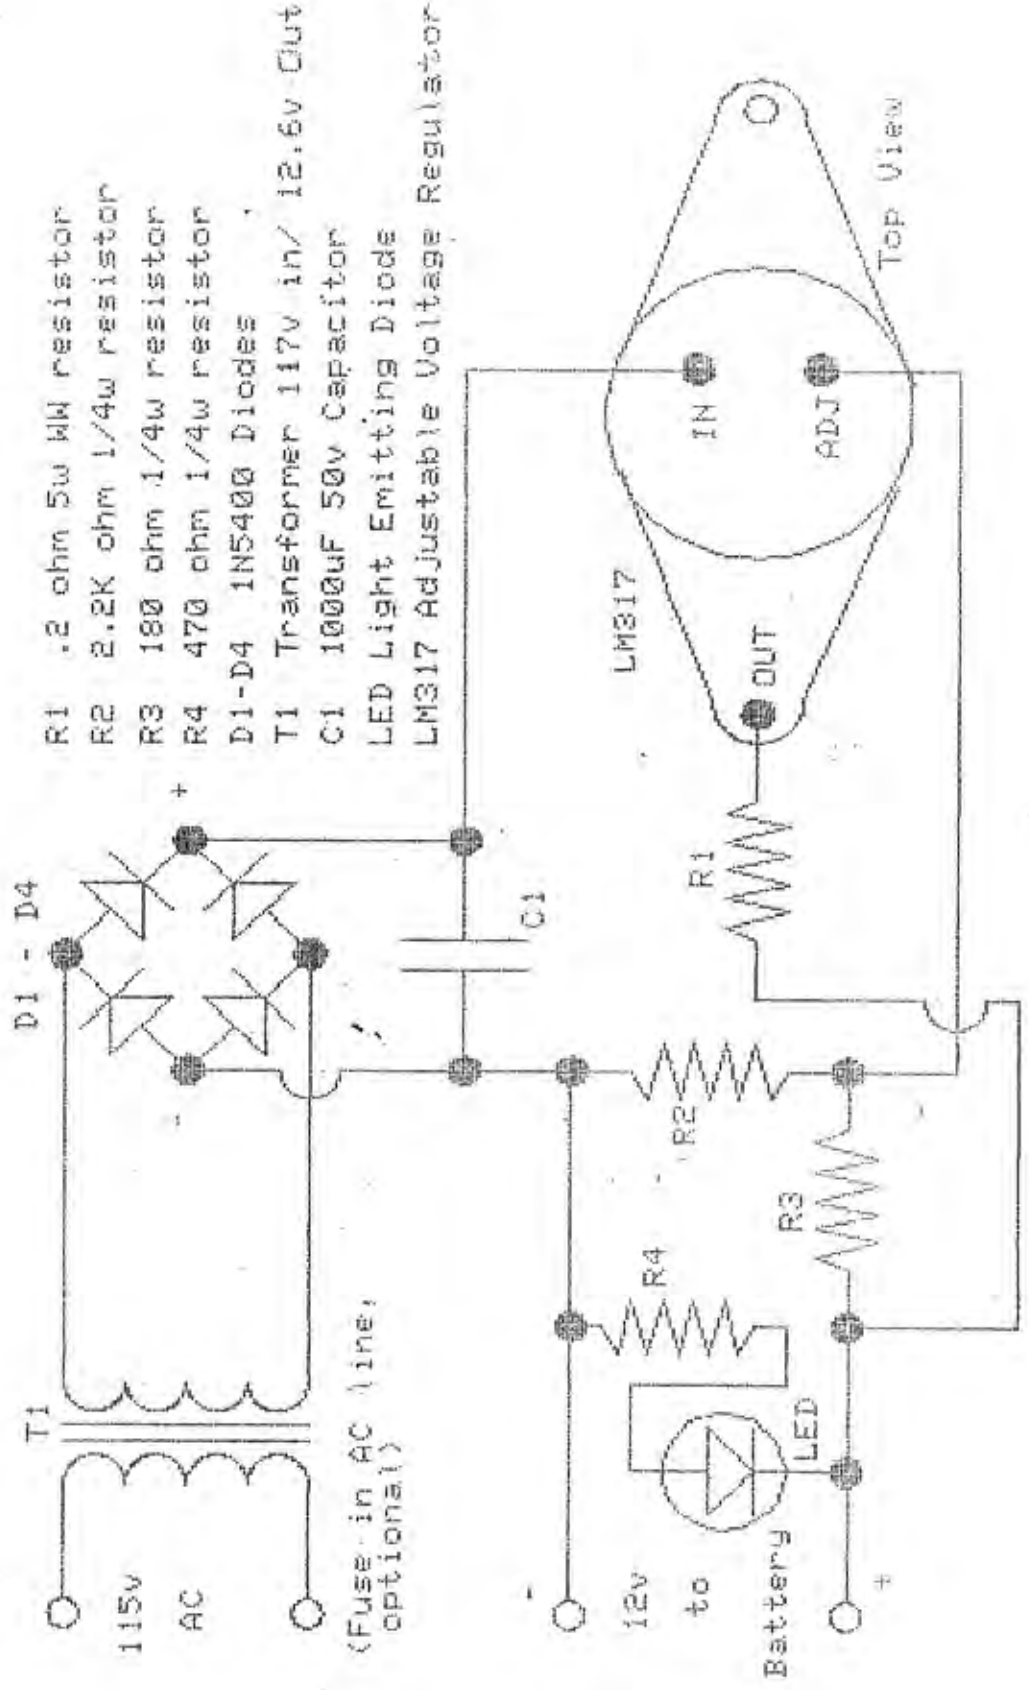 R1 .2 ohm 5w WW resistor
R2 2.2K ohm 1/4w resistor
R3 180 ohm 1/4w resistor
R4 470 ohm 1/4w resistor
D1-D4 1N5400 Diodes
T1 Transformer 117v in/ 12.6v Out
C1 1000uF 50v Capacitor
LED Light Emitting Diode
LM317 Adjustable Voltage Regulator
T1
D1 - D4
+
-
115v
AC
(Fuse in AC line,
optional)
C1
-
12v
to
Battery
+
LED
R4
R2
R3
R1
LM317
OUT
IN
ADJ
Top View